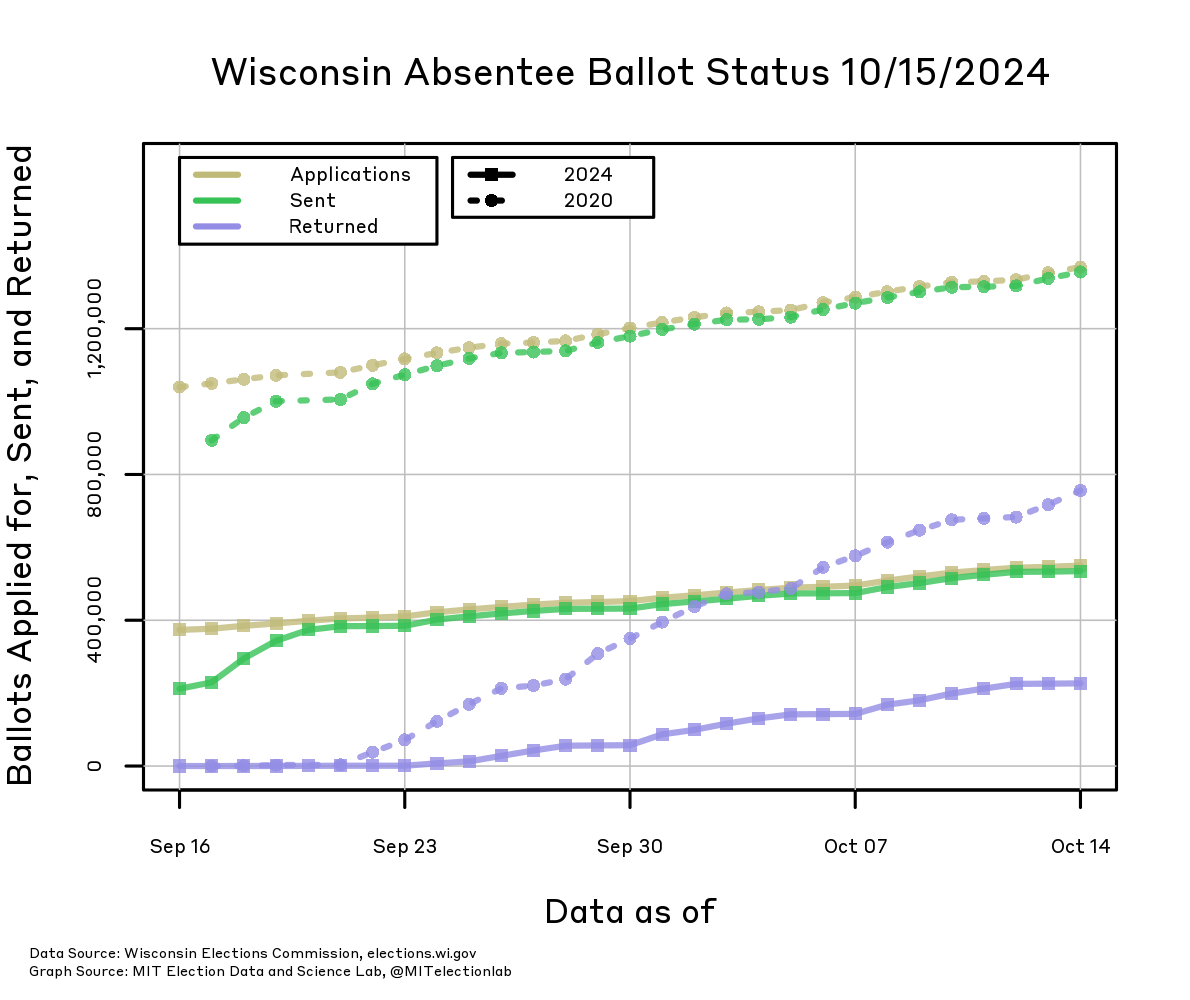 Wisconsin Absentee Ballot Status 10/15/2024
Ballots Applied for, Sent, and Returned
Applications
Sent
Returned
2024
2020
1,200,000
800,000
400,000
0
Sep 16
Sep 23
Sep 30
Oct 07
Oct 14
Data as of
Data Source: Wisconsin Elections Commission, elections.wi.gov
Graph Source: MIT Election Data and Science Lab, @MITelectionlab